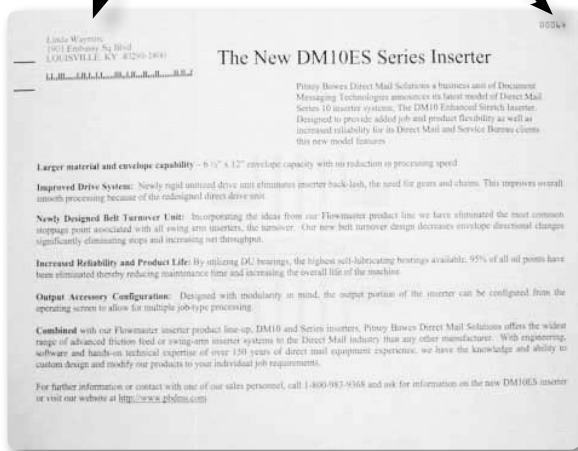 00064
Linda Waymire
1901 Embassy Sq Blvd
LOUISVILLE, KY 40299-1800
The New DM10ES Series Inserter
Pitney Bowes Direct Mail Solutions a business unit of Document
Messaging Technologies announces its latest model of Direct Mail
Series 10 inserter systems; The DM10 Enhanced Stretch Inserter.
Designed to provide added job and product flexibility as well as
increased reliability for its Direct Mail and Service Bureau clients
this new model features
Larger material and envelope capability – 6 ½" x 12" envelope capacity with no reduction in processing speed
Improved Drive System: Newly rigid unitized drive unit eliminates inserter back-lash, the need for gears and chains. This improves overall
smooth processing because of the redesigned direct drive unit.
Newly Designed Belt Turnover Unit: Incorporating the ideas from our Flowmaster product line we have eliminated the most common
stoppage point associated with all swing arm inserters, the turnover. Our new belt turnover design decreases envelope directional changes
significantly eliminating stops and increasing net throughput.
Increased Reliability and Product Life: By utilizing DU bearings, the highest self-lubricating bearings available, 95% of all oil points have
been eliminated thereby reducing maintenance time and increasing the overall life of the machine.
Output Accessory Configuration: Designed with modularity in mind, the output portion of the inserter can be configured from the
operating screen to allow for multiple job-type processing.
Combined with our Flowmaster inserter product line-up, DM10 and Series inserters, Pitney Bowes Direct Mail Solutions offers the widest
range of advanced friction feed or swing-arm inserter systems to the Direct Mail industry than any other manufacturer. With engineering,
software and hands-on technical expertise of over 150 years of direct mail equipment experience, we have the knowledge and ability to
custom design and modify our products to your individual job requirements.
For further information or contact with one of our sales personnel, call 1-800-983-9368 and ask for information on the new DM10ES inserter
or visit our website at http://www.pbdms.com